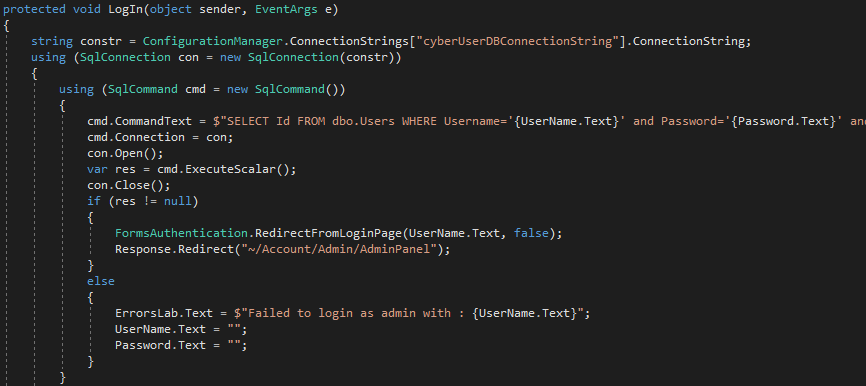 protected void LogIn(object sender, EventArgs e)
{
string constr = ConfigurationManager.ConnectionStrings["cyberUserDBConnectionString"].ConnectionString;
using (SqlConnection con = new SqlConnection(constr))
{
using (SqlCommand cmd = new SqlCommand())
{
cmd.CommandText = $"SELECT Id FROM dbo.Users WHERE Username='{UserName.Text}' and Password='{Password.Text}' and
cmd.Connection = con;
con.Open();
var res = cmd.ExecuteScalar();
con.Close();
if (res != null)
{
FormsAuthentication.RedirectFromLoginPage(UserName.Text, false);
Response.Redirect("~/Account/Admin/AdminPanel");
}
else
{
ErrorsLab.Text = $"Failed to login as admin with : {UserName.Text}";
UserName.Text = "";
Password.Text = "";
}
}